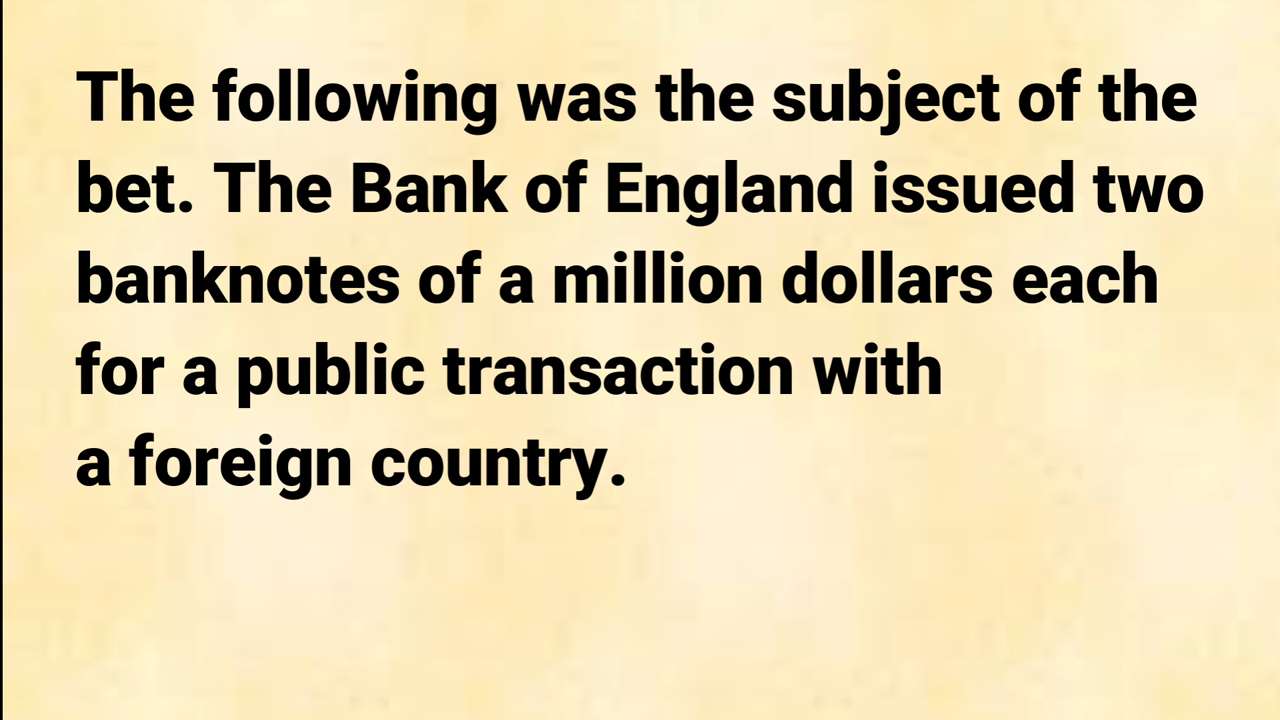 The following was the subject of the
bet. The Bank of England issued two
banknotes of a million dollars each
for a public transaction with
a foreign country.